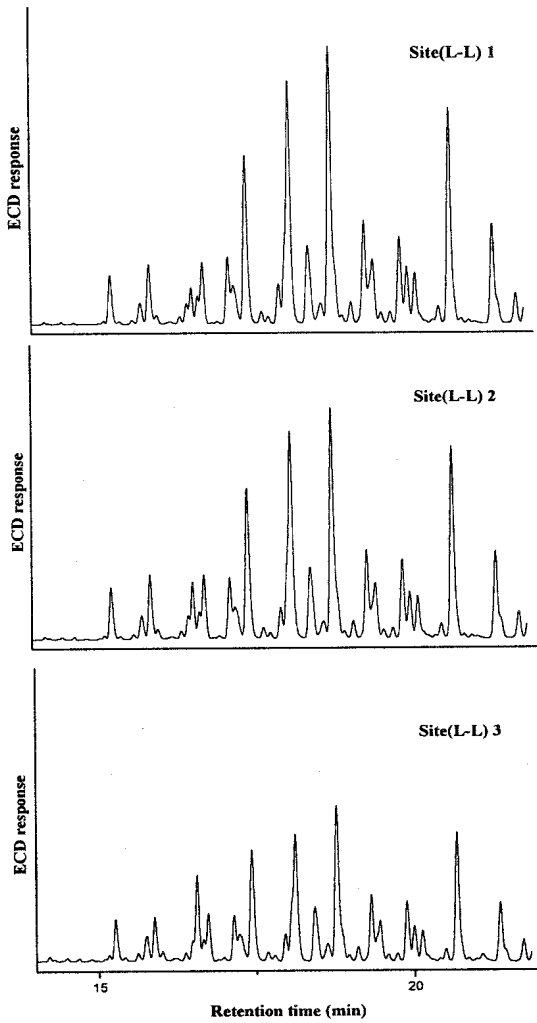 Site(L-L) 1
ECD response
Site(L-L) 2
ECD response
Site(L-L) 3
ECD response
15
20
Retention time (min)